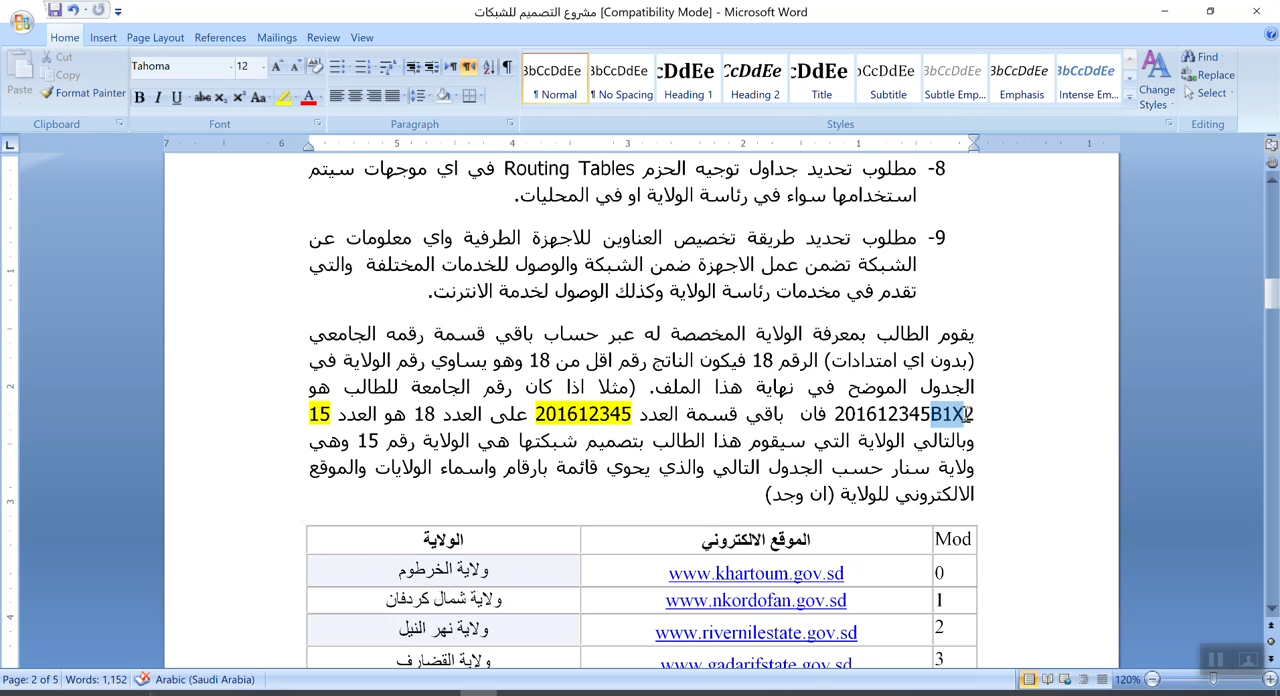 مشروع التصميم للشبكات [Compatibility Mode] - Microsoft Word
Home Insert Page Layout References Mailings Review View
Paste
Cut
Copy
Format Painter
Clipboard
Tahoma 12
Font
Paragraph
AaBbCcDdEe ¶ Normal
¶ No Spacing
Heading 1
Heading 2
Title
Subtitle
Subtle Emp...
Emphasis
Intense Em...
Change Styles
Styles
Find
Replace
Select
Editing
8- مطلوب تحديد جداول توجيه الحزم Routing Tables في اي موجهات سيتم
استخدامها سواء في رئاسة الولاية او في المحليات.
9- مطلوب تحديد طريقة تخصيص العناوين للاجهزة الطرفية واي معلومات عن
الشبكة تضمن عمل الاجهزة ضمن الشبكة والوصول للخدمات المختلفة والتي
تقدم في مخدمات رئاسة الولاية وكذلك الوصول لخدمة الانترنت.
يقوم الطالب بمعرفة الولاية المخصصة له عبر حساب باقي قسمة رقمه الجامعي
(بدون اي امتدادات) الرقم 18 فيكون الناتج رقم اقل من 18 وهو يساوي رقم الولاية في
الجدول الموضح في نهاية هذا الملف. (مثلا اذا كان رقم الجامعة للطالب هو
201612345B1X2 فان باقي قسمة العدد 201612345 على العدد 18 هو العدد 15
وبالتالي الولاية التي سيقوم هذا الطالب بتصميم شبكتها هي الولاية رقم 15 وهي
ولاية سنار حسب الجدول التالي والذي يحوي قائمة بارقام واسماء الولايات والموقع
الالكتروني للولاية (ان وجد)
Mod الموقع الالكتروني الولاية
0 www.khartoum.gov.sd ولاية الخرطوم
1 www.nkordofan.gov.sd ولاية شمال كردفان
2 www.rivernilestate.gov.sd ولاية نهر النيل
3 www.gadarifstate.gov.sd ولاية القضارف
Page: 2 of 5 Words: 1,152 Arabic (Saudi Arabia) 120%